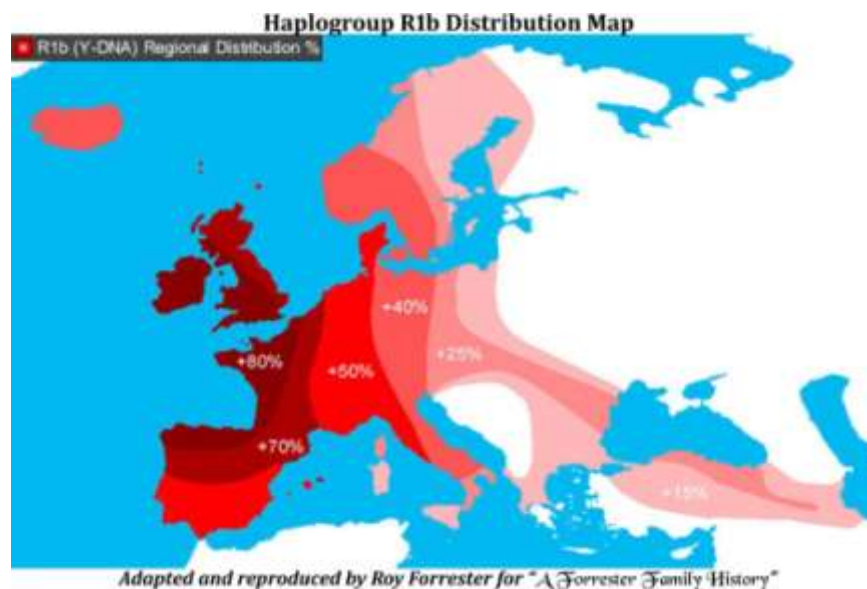 Haplogroup R1b Distribution Map
R1b (Y-DNA) Regional Distribution %
+40%
+80%
+50%
+25%
+70%
+15%
Adapted and reproduced by Roy Forrester for "A Forrester Family History"